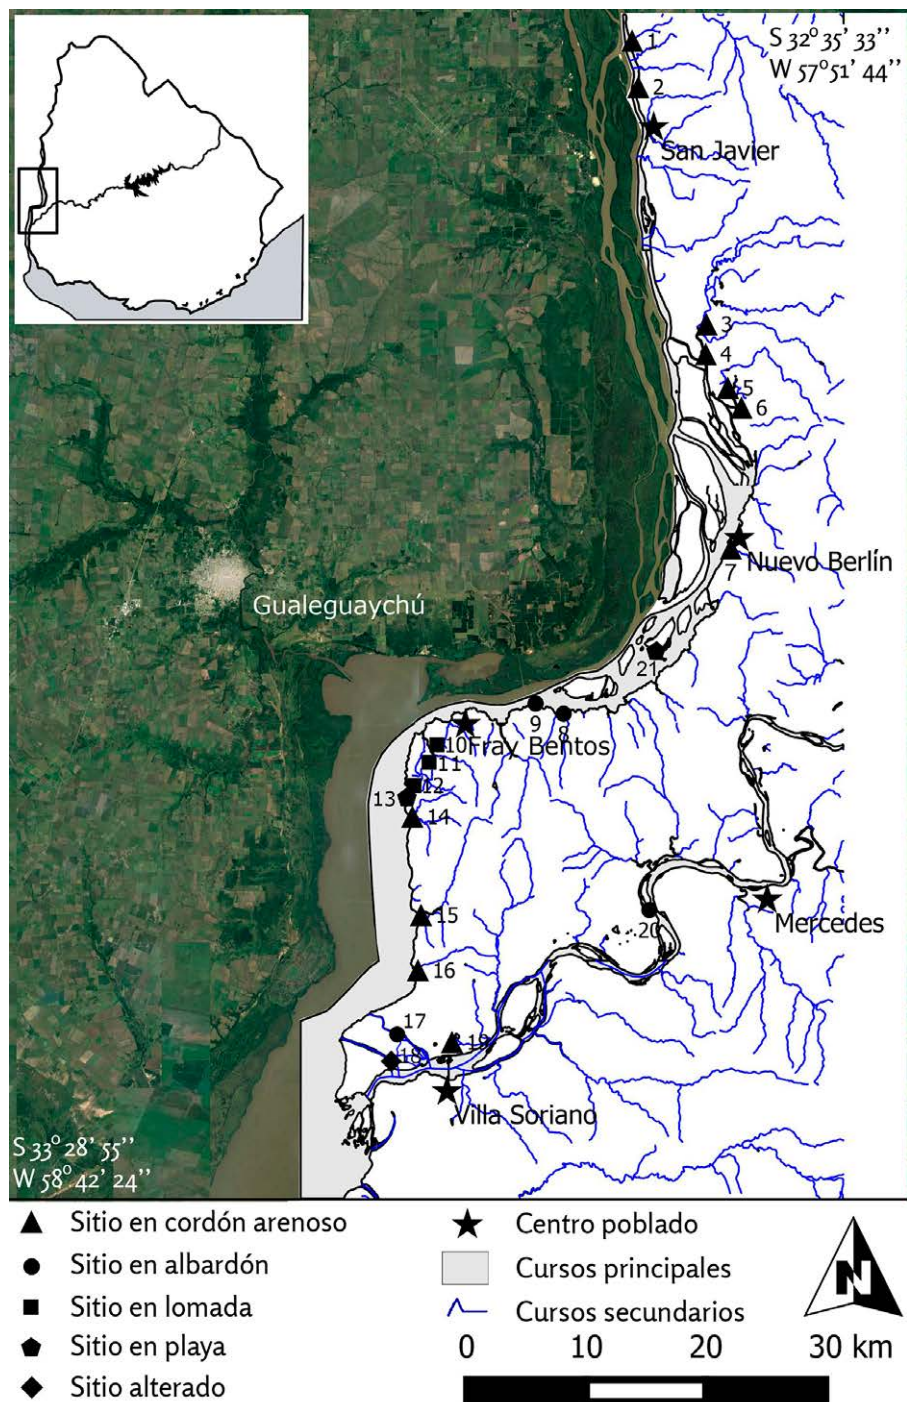 S 32° 35' 33''
W 57°51' 44''
1
2
San Javier
3
4
5
6
7
Nuevo Berlín
Gualeguaychú
21
9
8
10
Fray Bentos
11
12
13
14
15
16
20
Mercedes
17
18
19
Villa Soriano
S 33° 28' 55''
W 58° 42' 24''
Sitio en cordón arenoso
Sitio en albardón
Sitio en lomada
Sitio en playa
Sitio alterado
Centro poblado
Cursos principales
Cursos secundarios
N
0 10 20 30 km